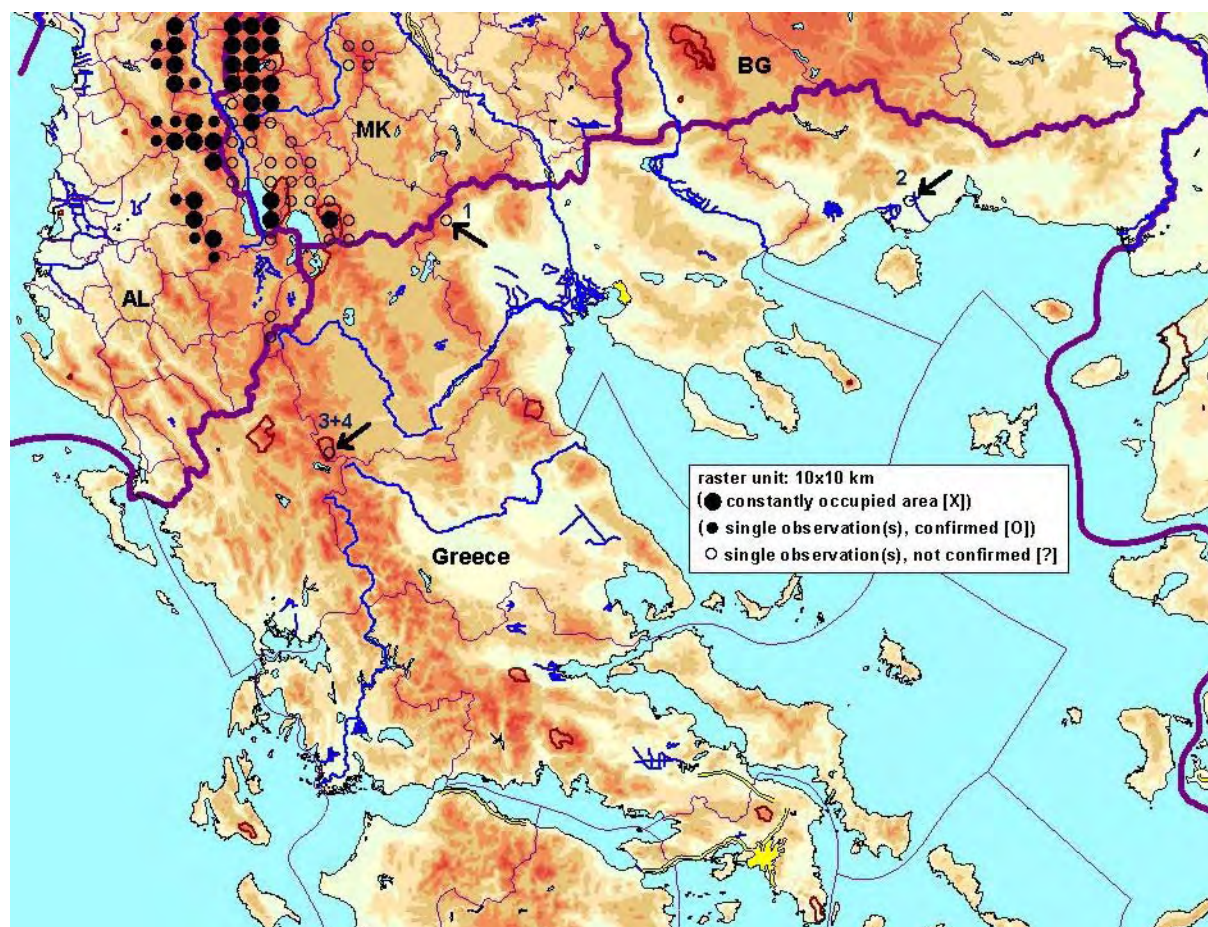 BG
MK
2
1
AL
3+4
raster unit: 10x10 km
(● constantly occupied area [X])
(● single observation(s), confirmed [O])
○ single observation(s), not confirmed [?]
Greece